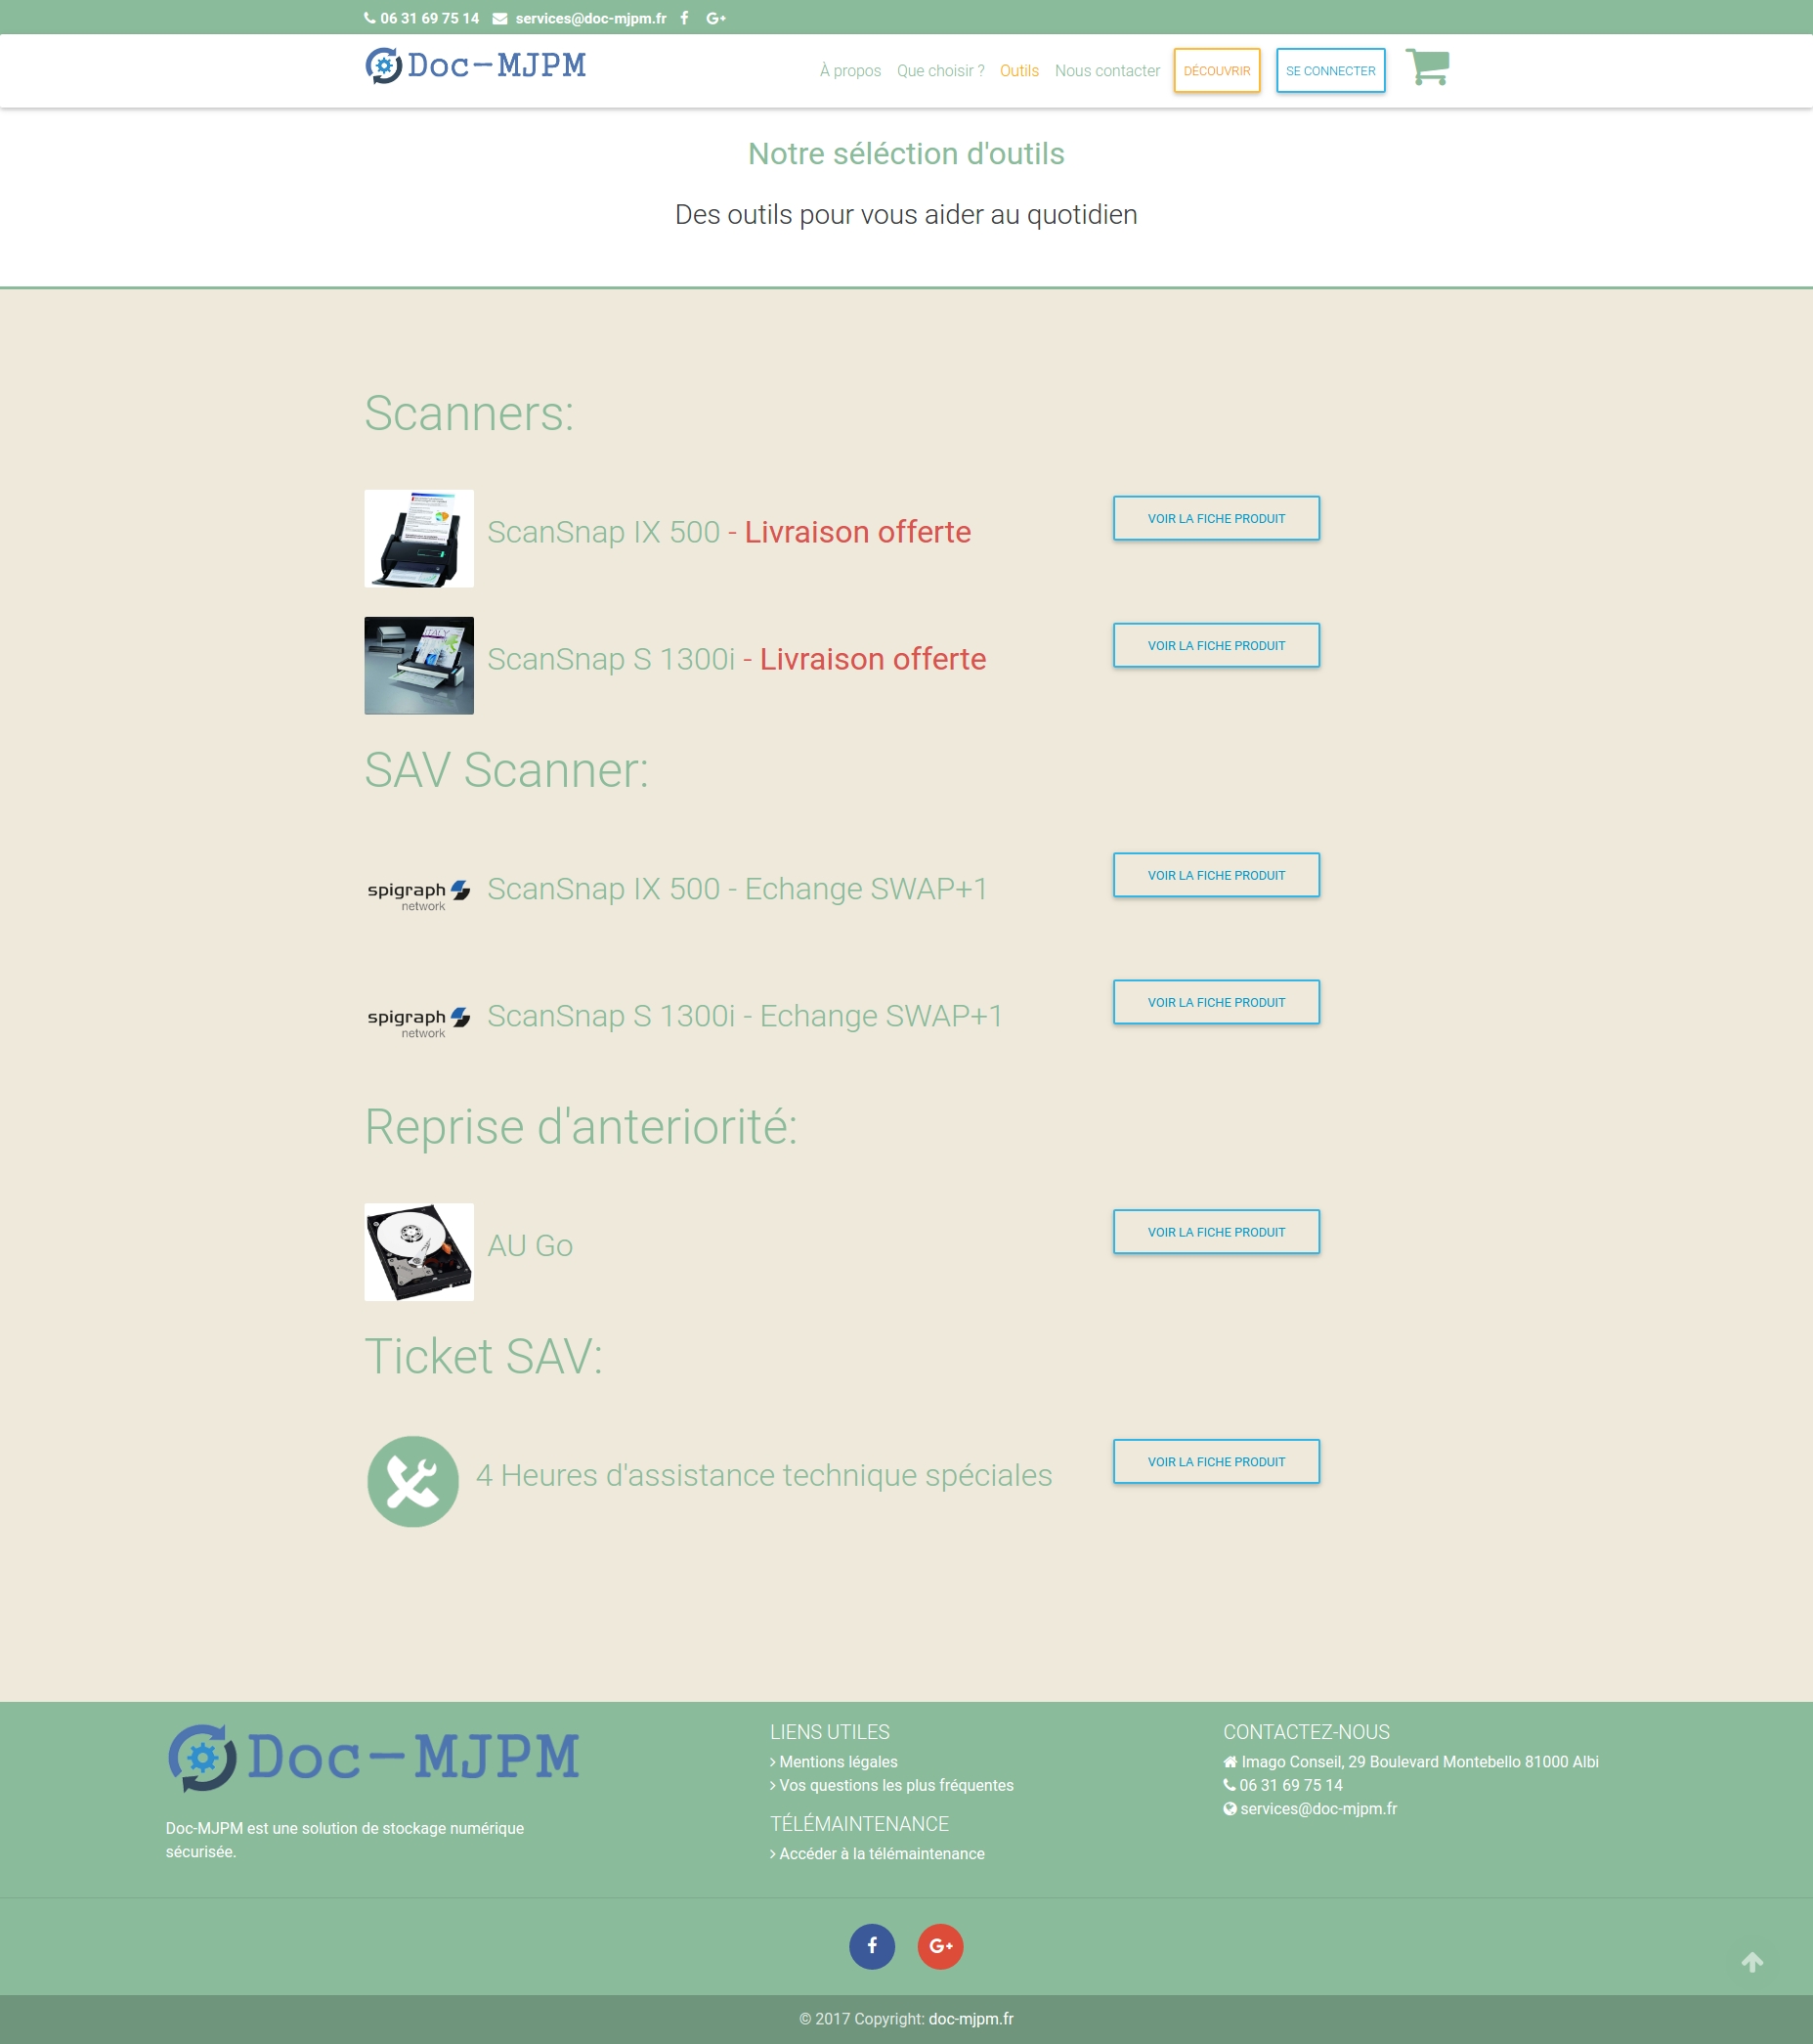 06 31 69 75 14 services@doc-mjpm.fr
Doc-MJPM
À propos Que choisir ? Outils Nous contacter DÉCOUVRIR SE CONNECTER
Notre séléction d'outils
Des outils pour vous aider au quotidien
Scanners:
ScanSnap IX 500 - Livraison offerte
VOIR LA FICHE PRODUIT
ITALY
ScanSnap S 1300i - Livraison offerte
VOIR LA FICHE PRODUIT
SAV Scanner:
spigraph
network
ScanSnap IX 500 - Echange SWAP+1
VOIR LA FICHE PRODUIT
spigraph
network
ScanSnap S 1300i - Echange SWAP+1
VOIR LA FICHE PRODUIT
Reprise d'anteriorité:
AU Go
VOIR LA FICHE PRODUIT
Ticket SAV:
4 Heures d'assistance technique spéciales
VOIR LA FICHE PRODUIT
Doc-MJPM
Doc-MJPM est une solution de stockage numérique
sécurisée.
LIENS UTILES
Mentions légales
Vos questions les plus fréquentes
TÉLÉMAINTENANCE
Accéder à la télémaintenance
CONTACTEZ-NOUS
Imago Conseil, 29 Boulevard Montebello 81000 Albi
06 31 69 75 14
services@doc-mjpm.fr
© 2017 Copyright: doc-mjpm.fr